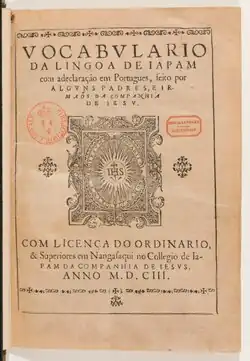 VOCABVLARIO
DA LINGOA DE IAPAM
com adeclaração em Portugues, feito por
ALGVNS PADRES, E IR-
MAÕS DA COMPANHIA
DE IESV.
IHS
COM LICENÇA DO ORDINARIO,
& Superiores em Nangasaqui no Collegio de Ia-
PAM DA COMPANHIA DE IESVS.
ANNO M. D. CIII.